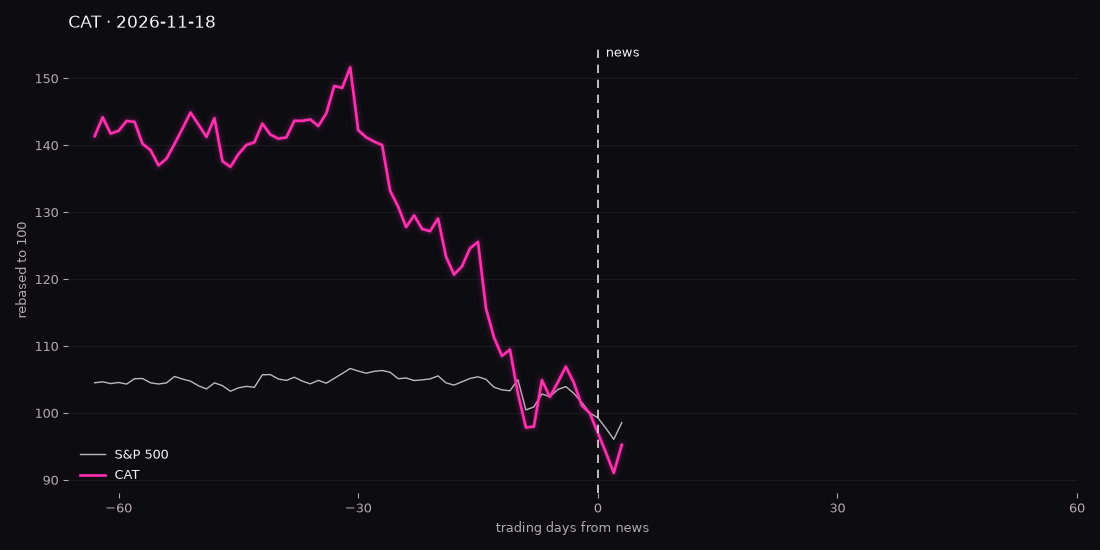 CAT · 2026-11-18
news
150
140
130
120
110
100
90
rebased to 100
S&P 500
CAT
−60
−30
0
30
60
trading days from news